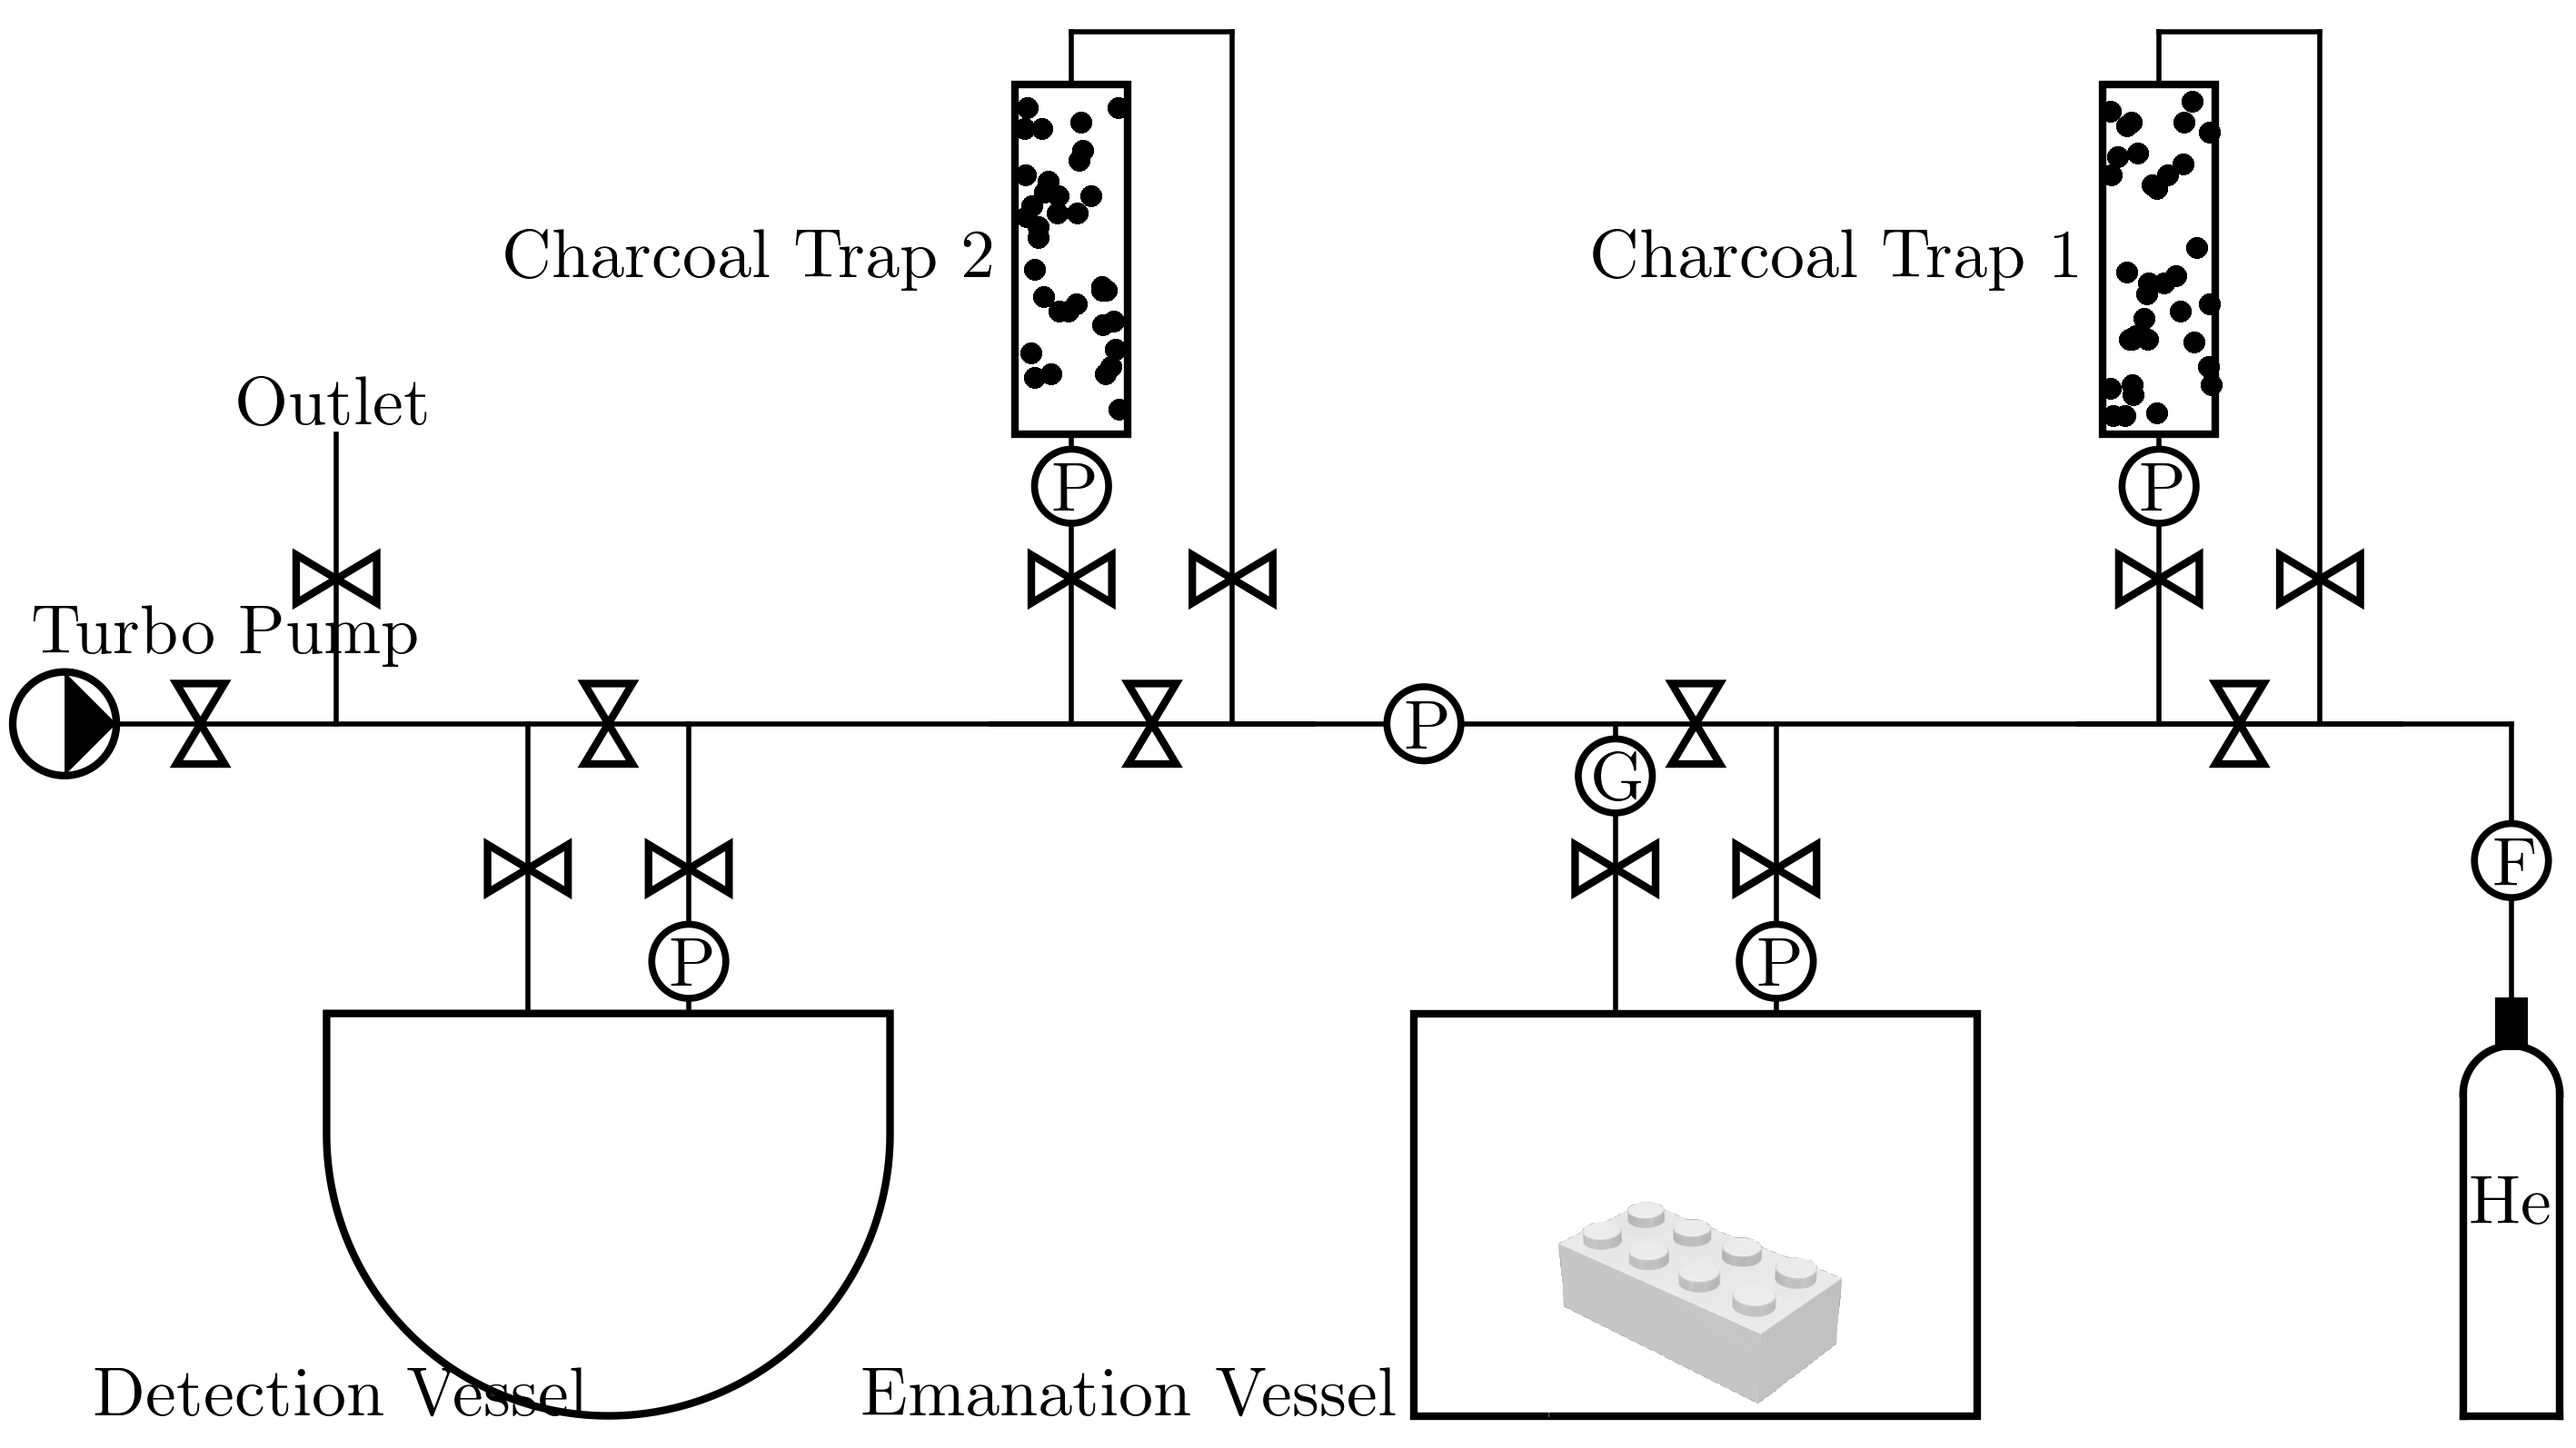 Charcoal Trap 2
Charcoal Trap 1
Outlet
P
P
Turbo Pump
P
G
F
P
P
He
Detection Vessel
Emanation Vessel